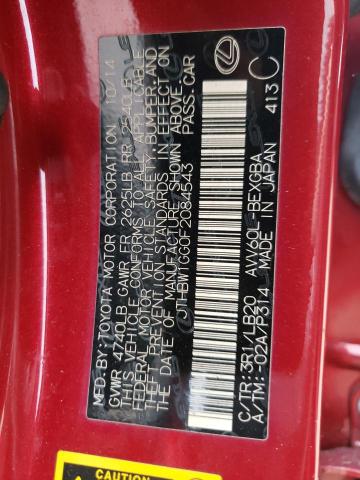 MFD.BY:TOYOTA MOTOR CORPORATION 10/14
GVWR 4740LB GAWR FR 2625LB RR 2540LB
THIS VEHICLE CONFORMS TO ALL APPLICABLE
FEDERAL MOTOR VEHICLE SAFETY,BUMPER,AND
THEFT PREVENTION STANDARDS IN EFFECT ON
THE DATE OF MANUFACTURE SHOWN ABOVE.
JTHBW1GG0F2084543 PASS.CAR
C/TR:3R1/LB20 AVV60L-BEXGBA
A/TM:-02A/P314 MADE IN JAPAN 413C
CAUTION